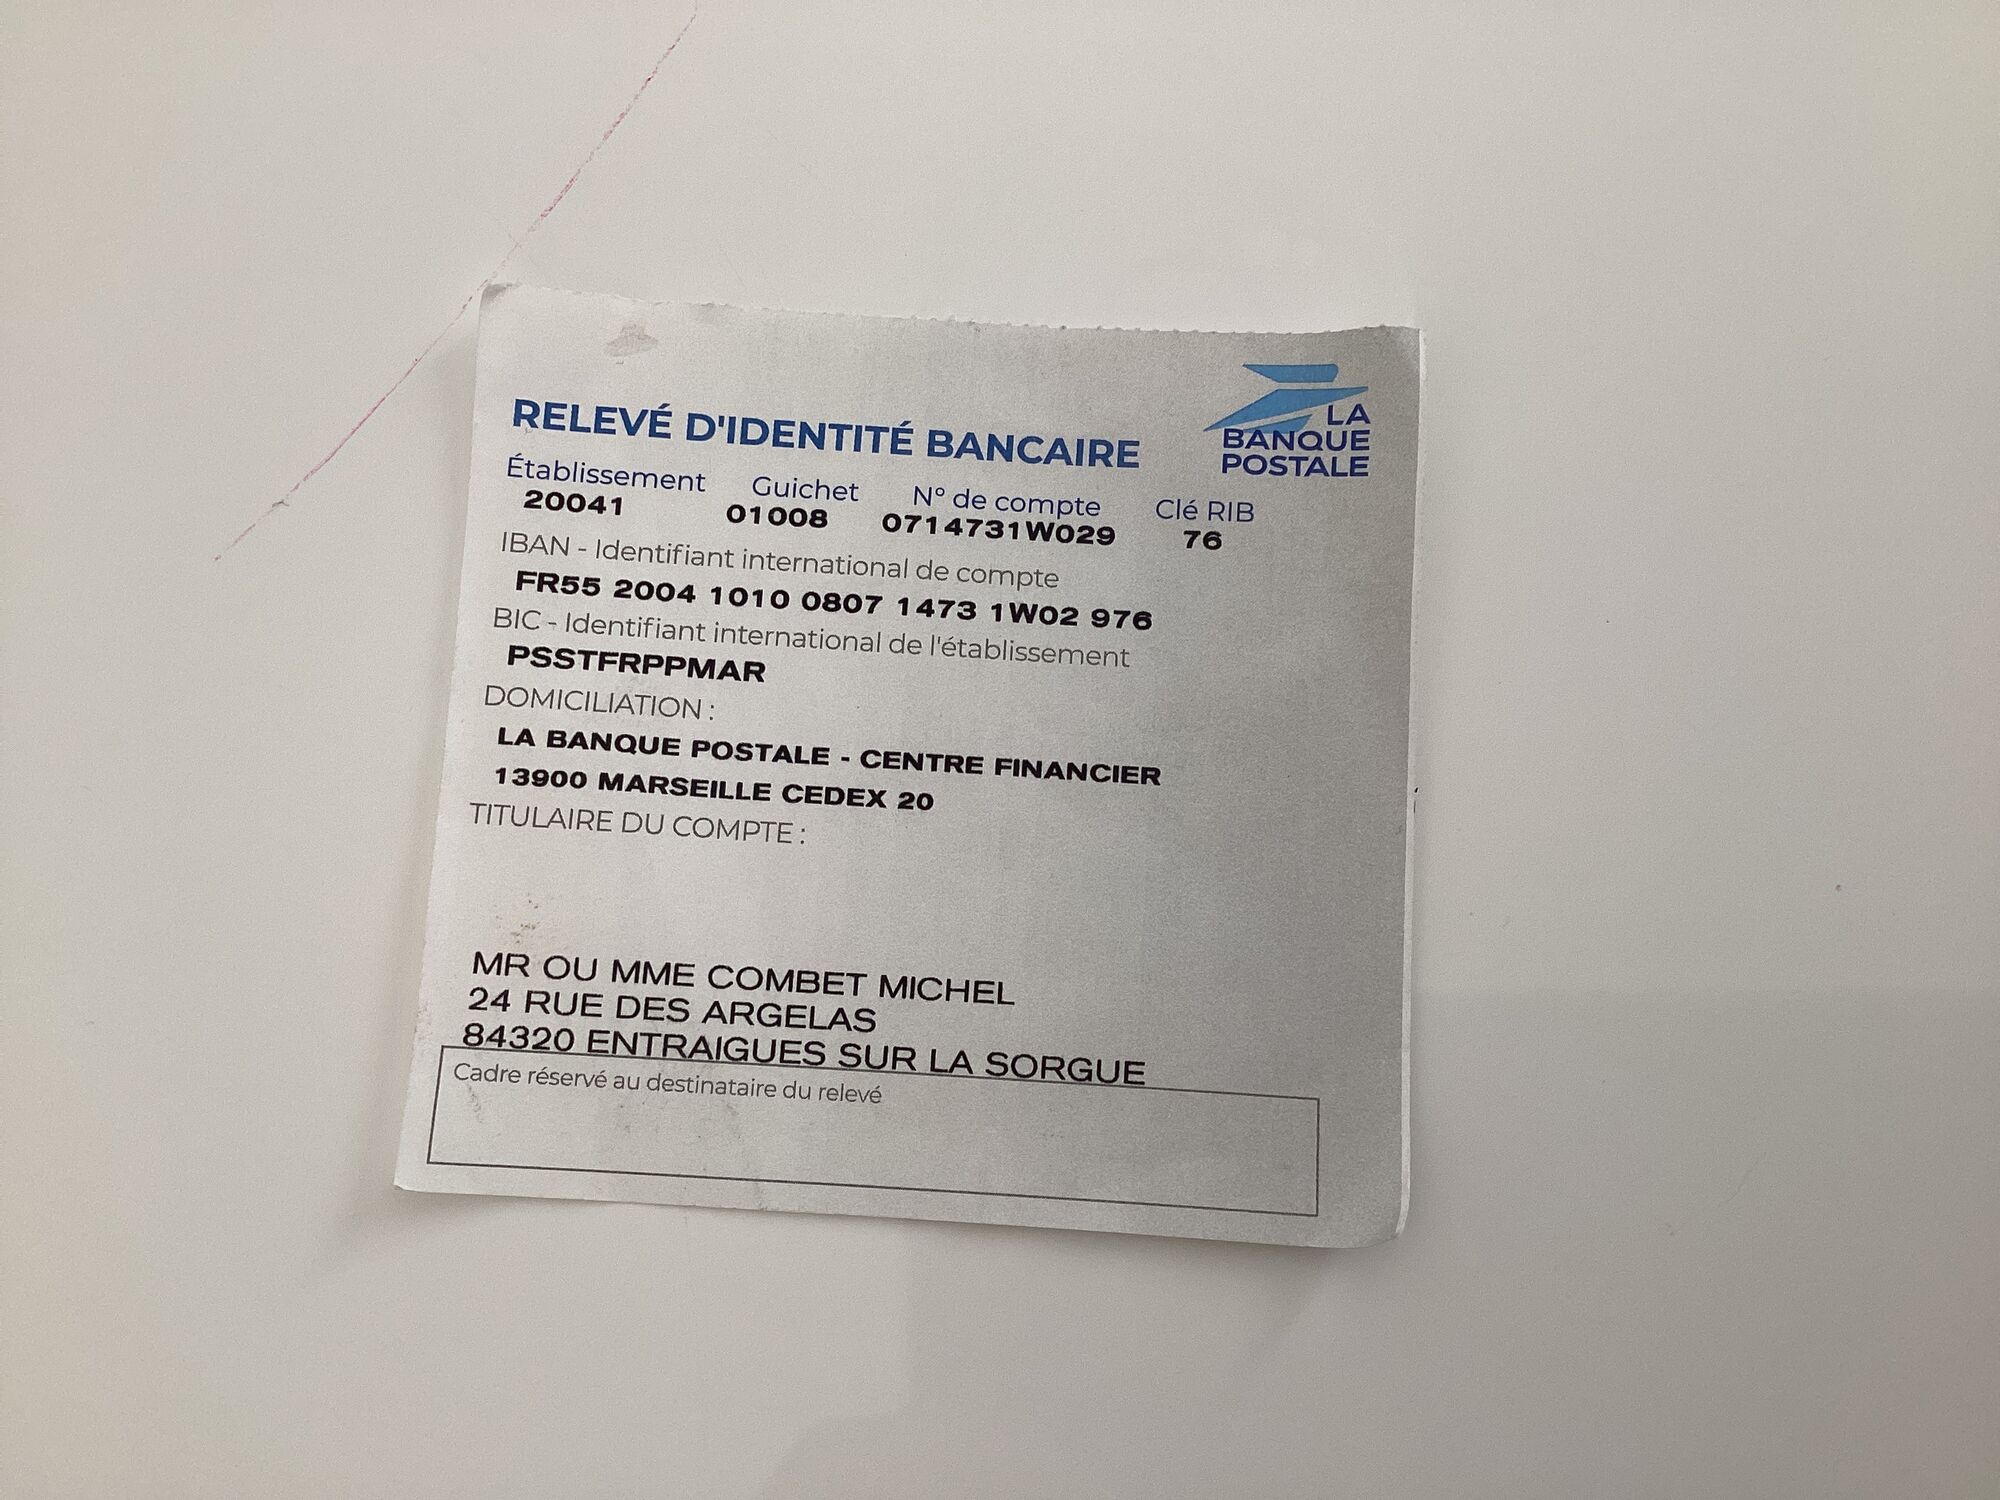 LA
BANQUE
POSTALE
RELEVÉ D'IDENTITÉ BANCAIRE
Établissement Guichet N° de compte Clé RIB
20041 01008 0714731W029 76
IBAN - Identifiant international de compte
FR55 2004 1010 0807 1473 1W02 976
BIC - Identifiant international de l'établissement
PSSTFRPPMAR
DOMICILIATION :
LA BANQUE POSTALE - CENTRE FINANCIER
13900 MARSEILLE CEDEX 20
TITULAIRE DU COMPTE :
MR OU MME COMBET MICHEL
24 RUE DES ARGELAS
84320 ENTRAIGUES SUR LA SORGUE
Cadre réservé au destinataire du relevé